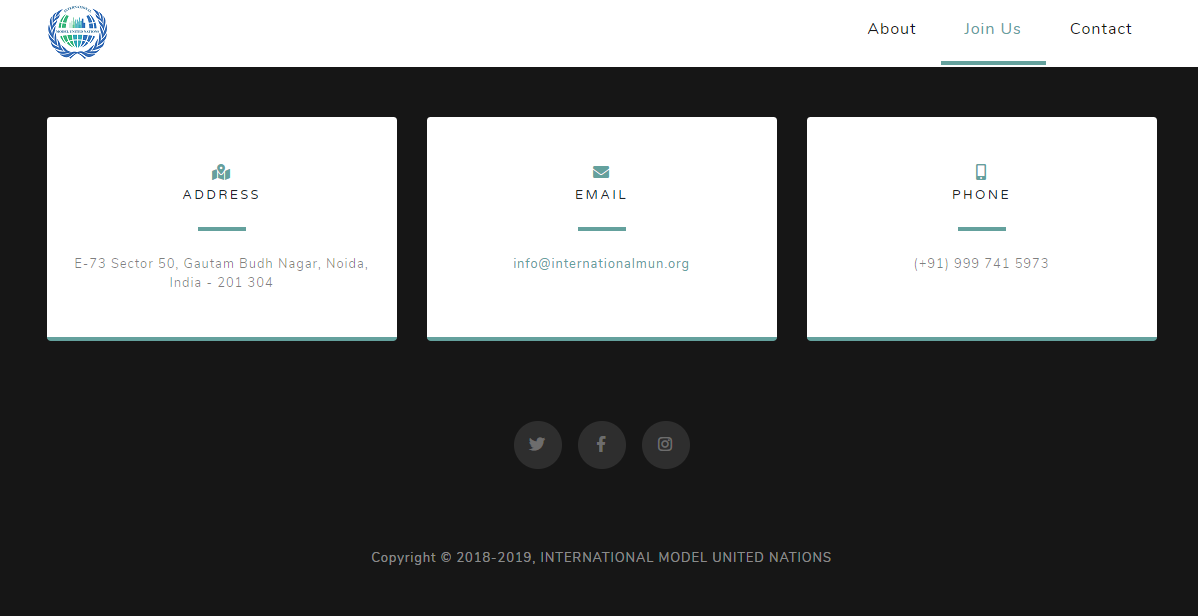 INTERNATIONAL
MODEL UNITED NATIONS
About
Join Us
Contact
ADDRESS
E-73 Sector 50, Gautam Budh Nagar, Noida,
India - 201 304
EMAIL
info@internationalmun.org
PHONE
(+91) 999 741 5973
Copyright © 2018-2019, INTERNATIONAL MODEL UNITED NATIONS